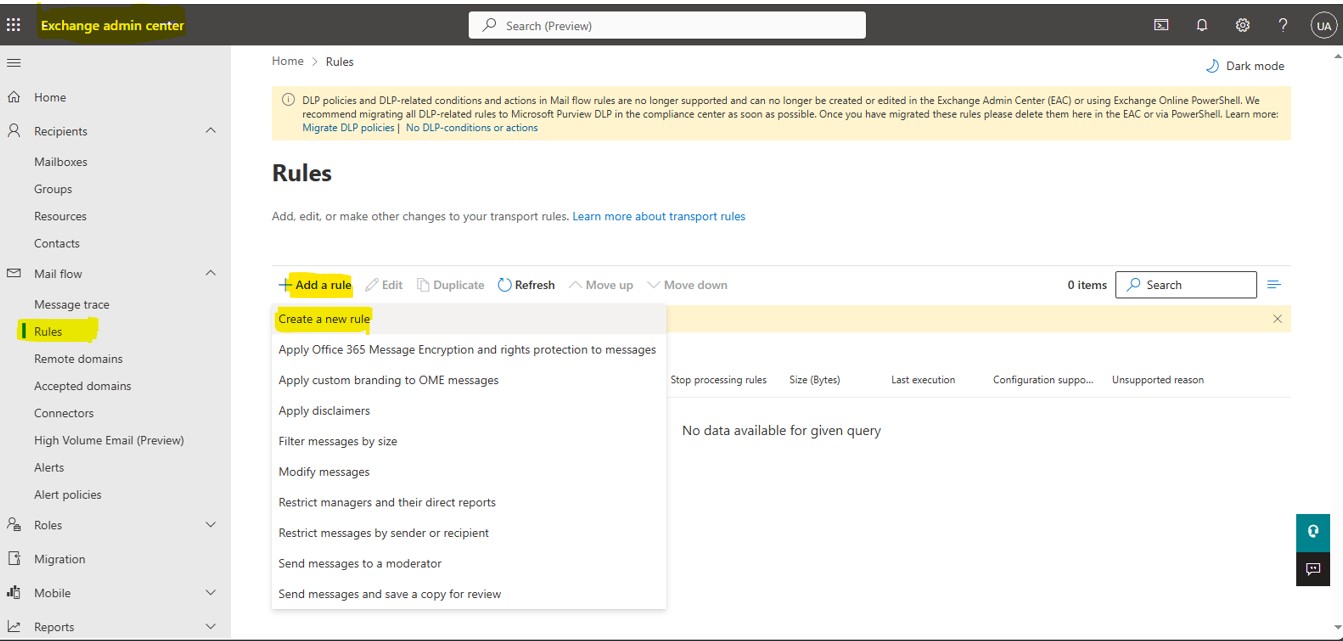 Exchange admin center
Search (Preview)
UA
Home > Rules
Dark mode
Home
Recipients
Mailboxes
Groups
Resources
Contacts
Mail flow
Message trace
Rules
Remote domains
Accepted domains
Connectors
High Volume Email (Preview)
Alerts
Alert policies
Roles
Migration
Mobile
Reports
DLP policies and DLP-related conditions and actions in Mail flow rules are no longer supported and can no longer be created or edited in the Exchange Admin Center (EAC) or using Exchange Online PowerShell. We
recommend migrating all DLP-related rules to Microsoft Purview DLP in the compliance center as soon as possible. Once you have migrated these rules please delete them here in the EAC or via PowerShell. Learn more:
Migrate DLP policies | No DLP-conditions or actions
Rules
Add, edit, or make other changes to your transport rules. Learn more about transport rules
Add a rule Edit Duplicate Refresh Move up Move down 0 items Search
Create a new rule
Apply Office 365 Message Encryption and rights protection to messages
Apply custom branding to OME messages
Apply disclaimers
Filter messages by size
Modify messages
Restrict managers and their direct reports
Restrict messages by sender or recipient
Send messages to a moderator
Send messages and save a copy for review
Stop processing rules Size (Bytes) Last execution Configuration suppo... Unsupported reason
No data available for given query